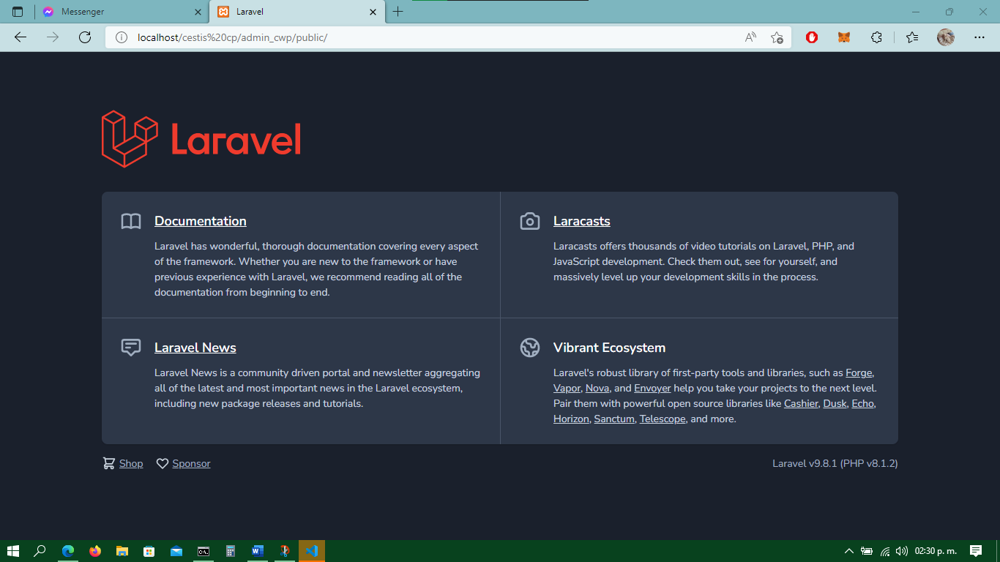 Messenger
Laravel
localhost/cestis%20cp/admin_cwp/public/
Laravel
Documentation
Laravel has wonderful, thorough documentation covering every aspect
of the framework. Whether you are new to the framework or have
previous experience with Laravel, we recommend reading all of the
documentation from beginning to end.
Laracasts
Laracasts offers thousands of video tutorials on Laravel, PHP, and
JavaScript development. Check them out, see for yourself, and
massively level up your development skills in the process.
Laravel News
Laravel News is a community driven portal and newsletter aggregating
all of the latest and most important news in the Laravel ecosystem,
including new package releases and tutorials.
Vibrant Ecosystem
Laravel's robust library of first-party tools and libraries, such as Forge,
Vapor, Nova, and Envoyer help you take your projects to the next level.
Pair them with powerful open source libraries like Cashier, Dusk, Echo,
Horizon, Sanctum, Telescope, and more.
Shop
Sponsor
Laravel v9.8.1 (PHP v8.1.2)
02:30 p. m.